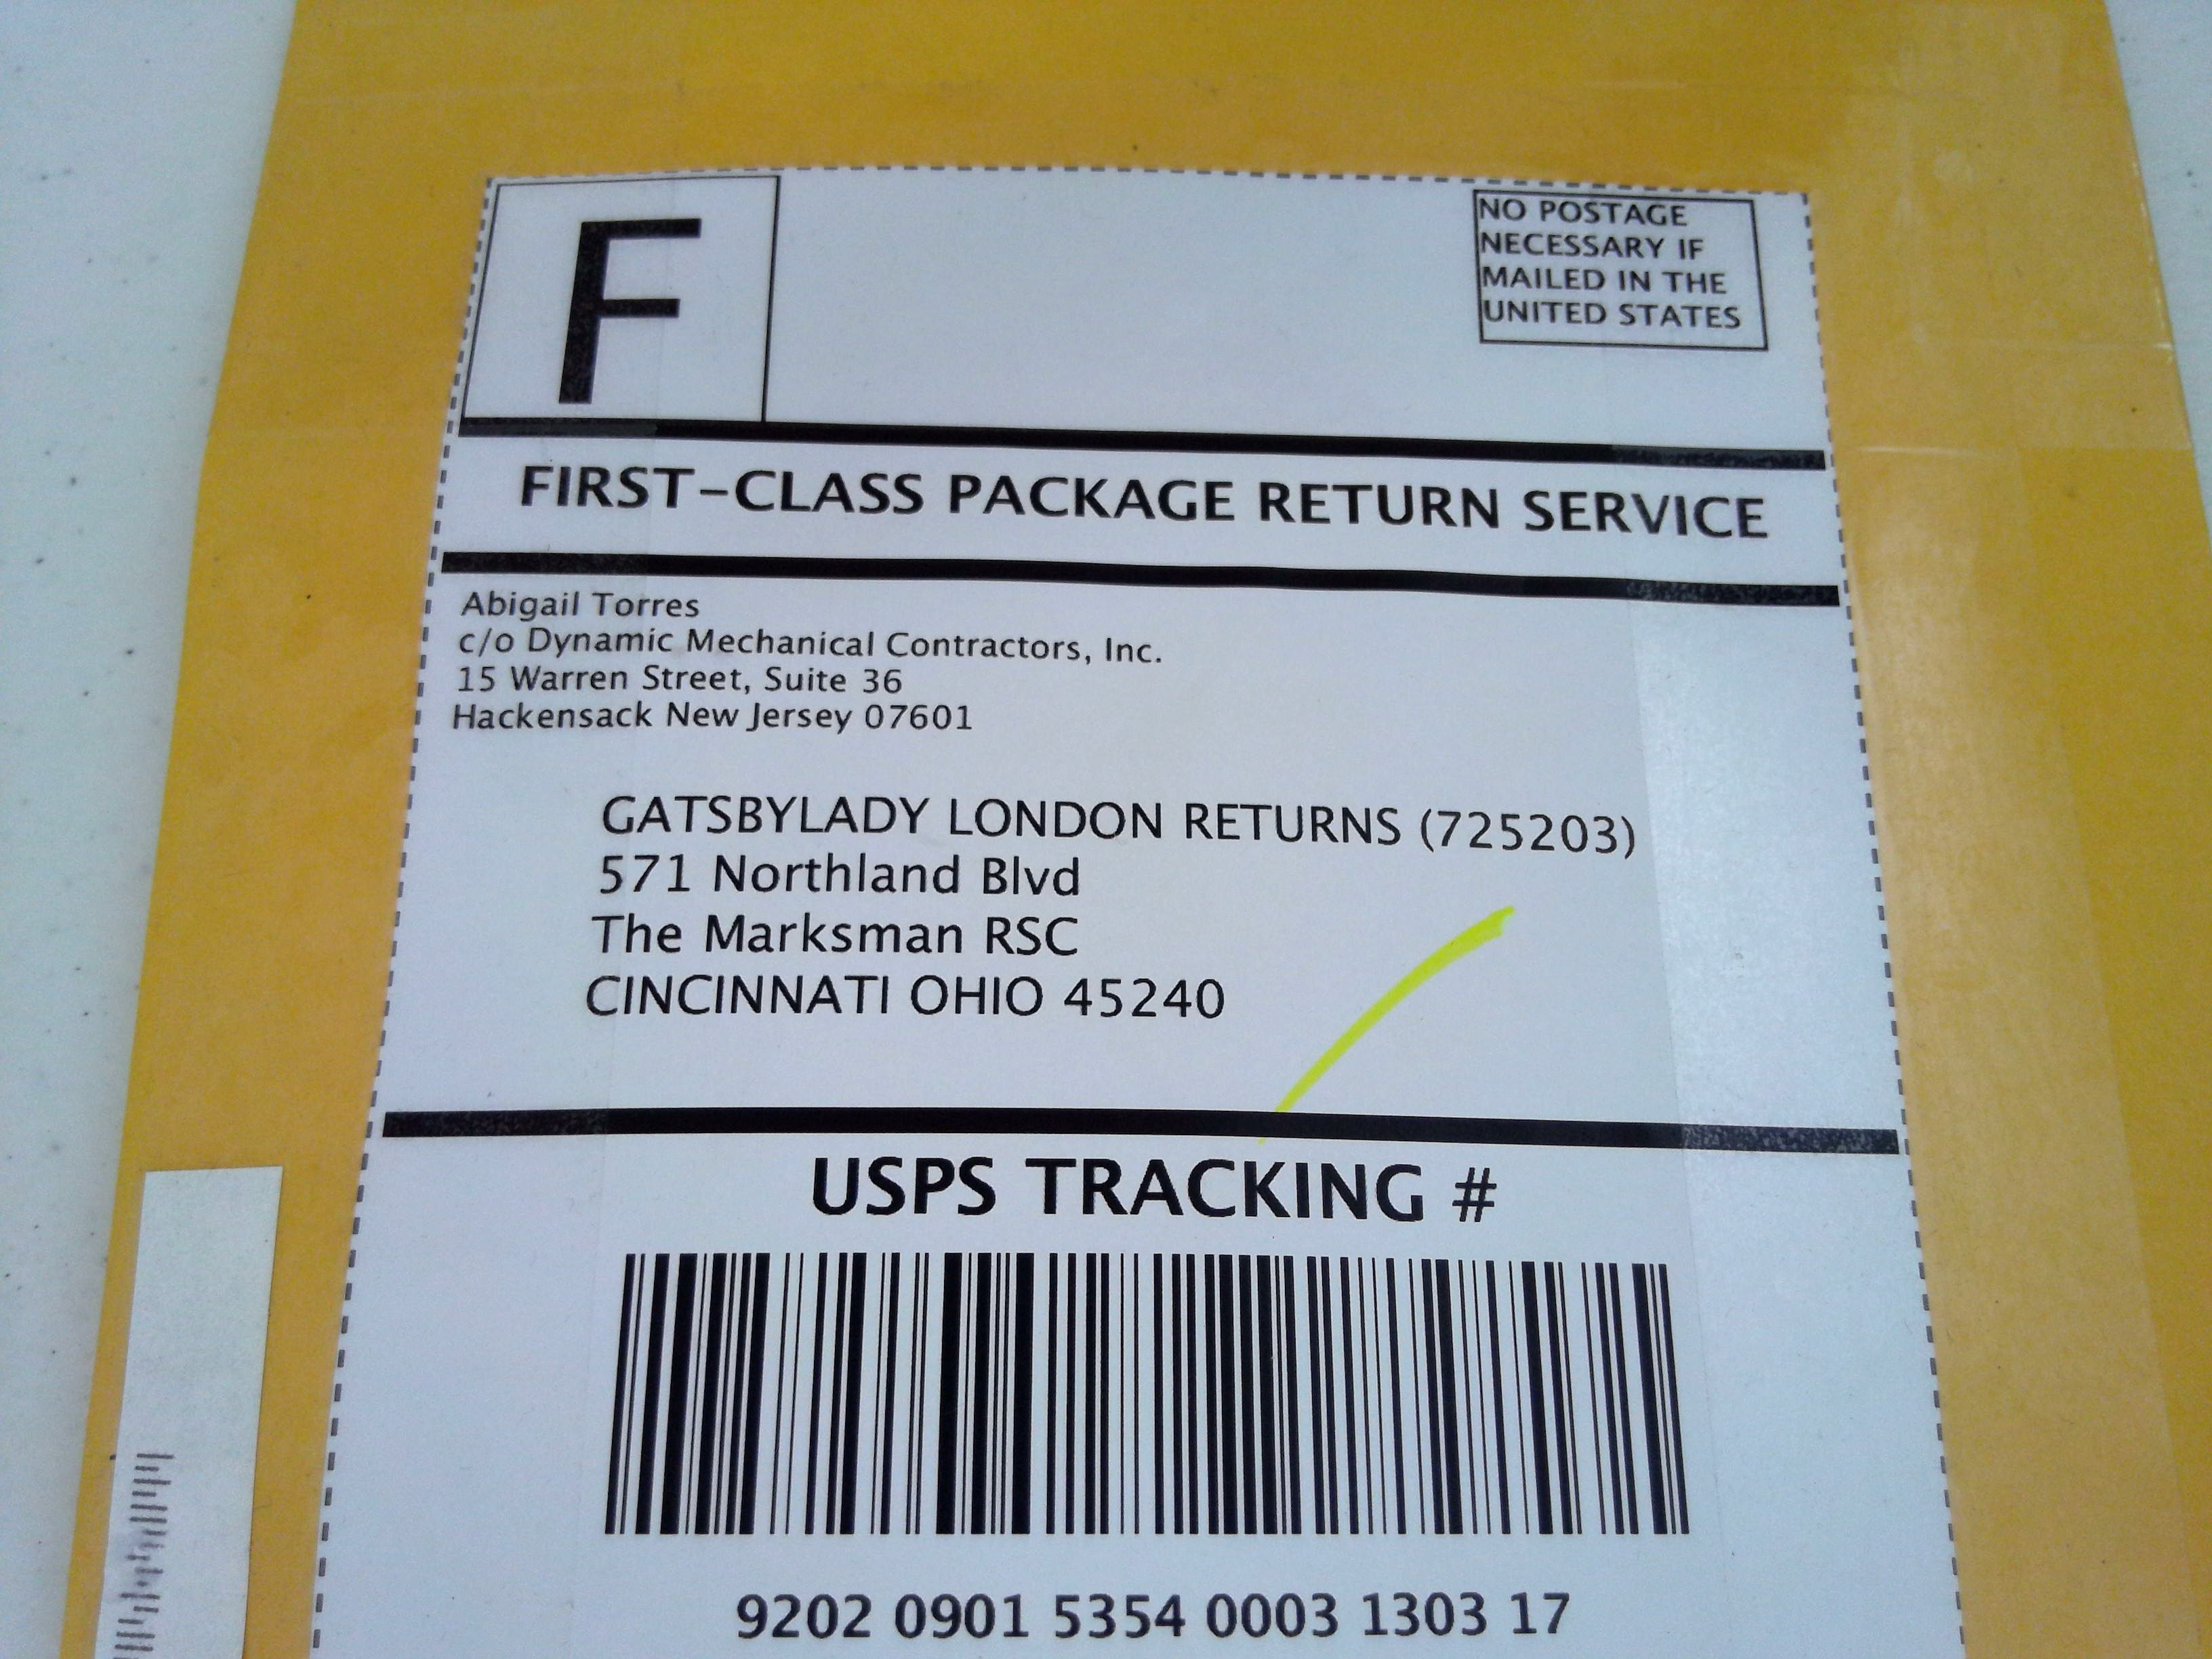 F
NO POSTAGE
NECESSARY IF
MAILED IN THE
UNITED STATES
FIRST-CLASS PACKAGE RETURN SERVICE
Abigail Torres
c/o Dynamic Mechanical Contractors, Inc.
15 Warren Street, Suite 36
Hackensack New Jersey 07601
GATSBYLADY LONDON RETURNS (725203)
571 Northland Blvd
The Marksman RSC
CINCINNATI OHIO 45240
USPS TRACKING #
9202 0901 5354 0003 1303 17